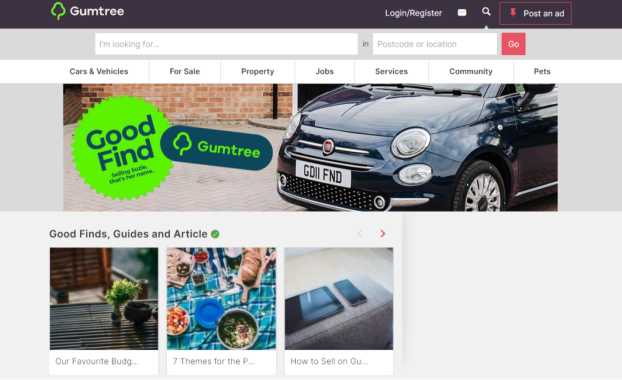 Gumtree
Login/Register
Post an ad
I'm looking for...
in
Postcode or location
Go
Cars & Vehicles
For Sale
Property
Jobs
Services
Community
Pets
Good
Find
Selling Suzie,
that's her name.
Gumtree
GD11 FND
Good Finds, Guides and Article
Our Favourite Budg...
7 Themes for the P...
How to Sell on Gu...